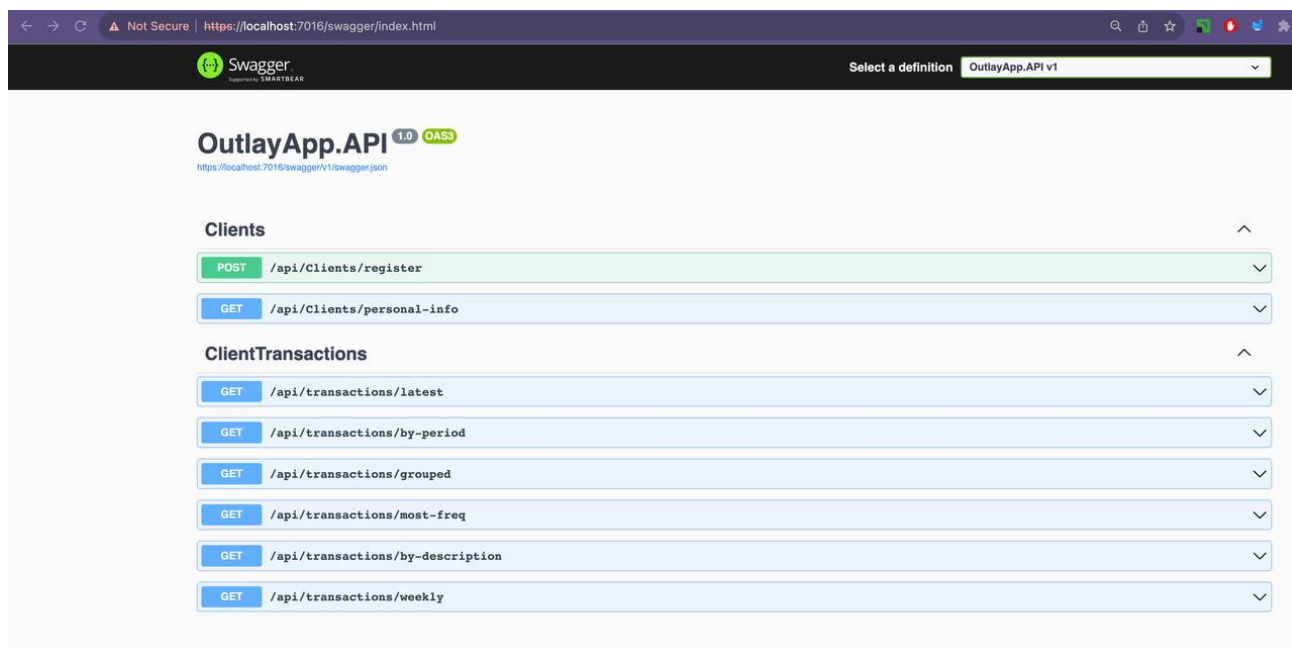 Not Secure https://localhost:7016/swagger/index.html
{...} Swagger.
Supported by SMARTBEAR
Select a definition OutlayApp.API v1
OutlayApp.API 1.0 OAS3
https://localhost:7016/swagger/v1/swagger.json
Clients
POST /api/Clients/register
GET /api/Clients/personal-info
ClientTransactions
GET /api/transactions/latest
GET /api/transactions/by-period
GET /api/transactions/grouped
GET /api/transactions/most-freq
GET /api/transactions/by-description
GET /api/transactions/weekly